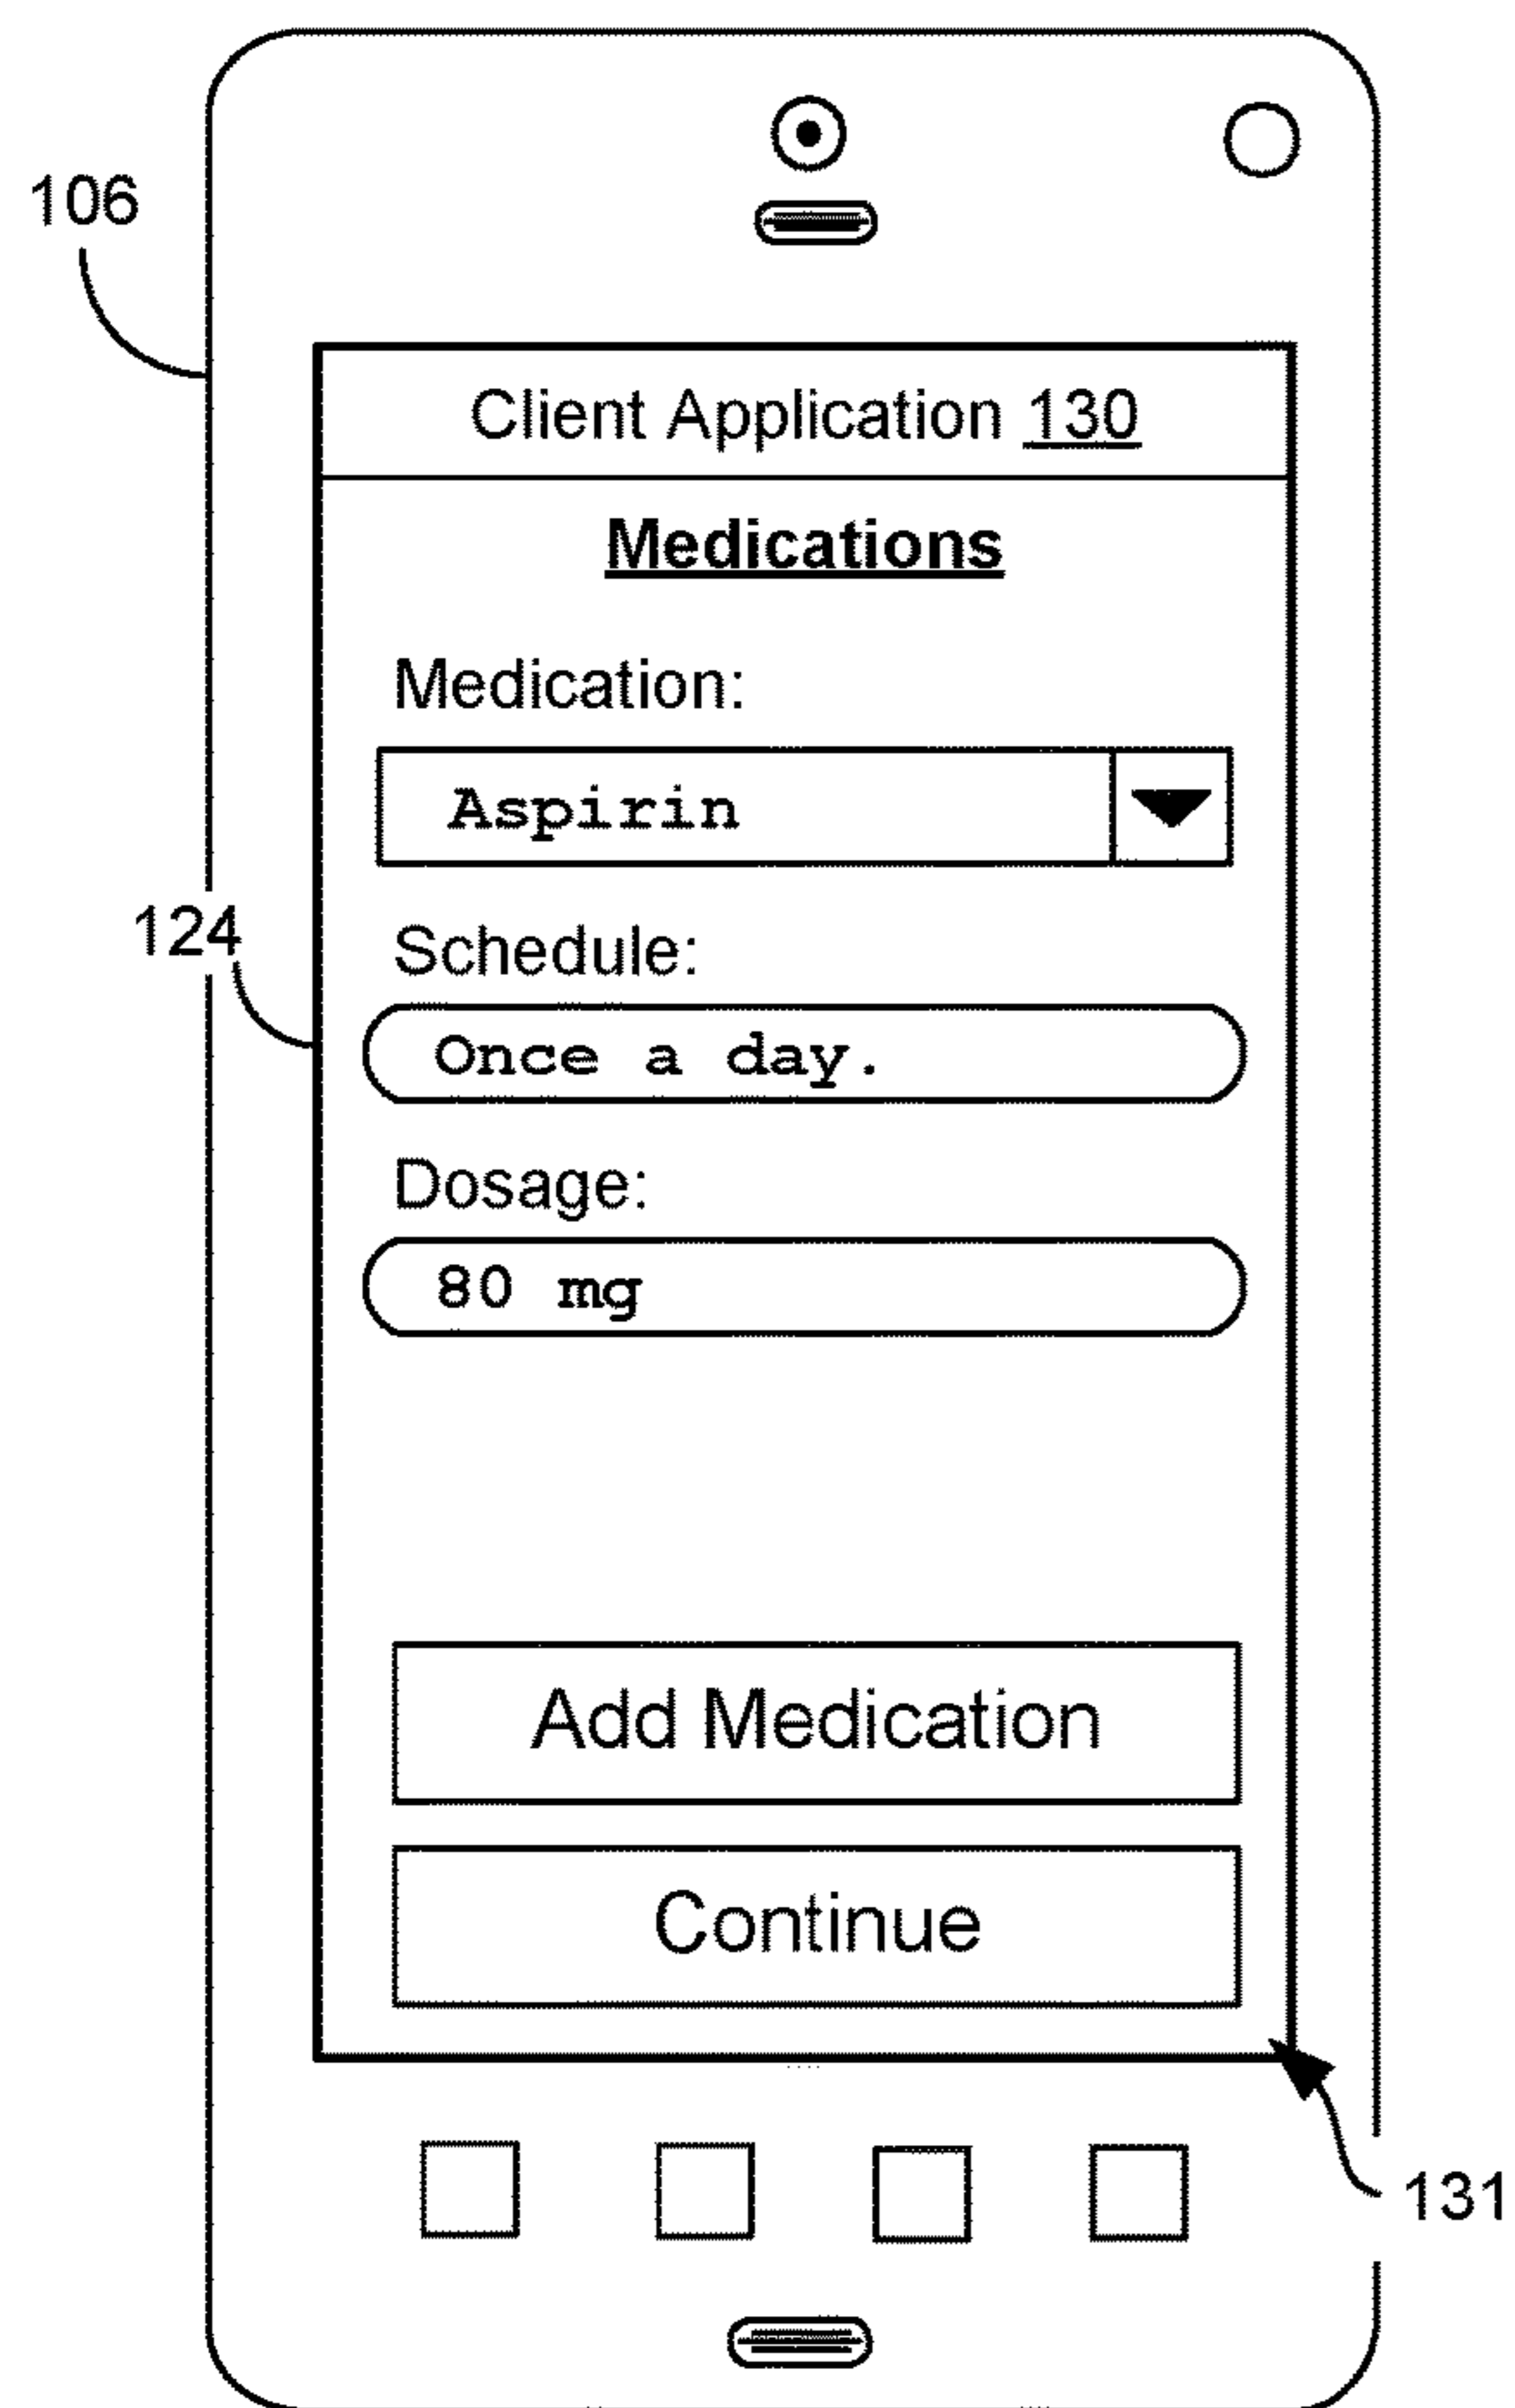 106
Client Application 130
Medications
Medication:
Aspirin
124
Schedule:
Once a day.
Dosage:
80 mg
Add Medication
Continue
131